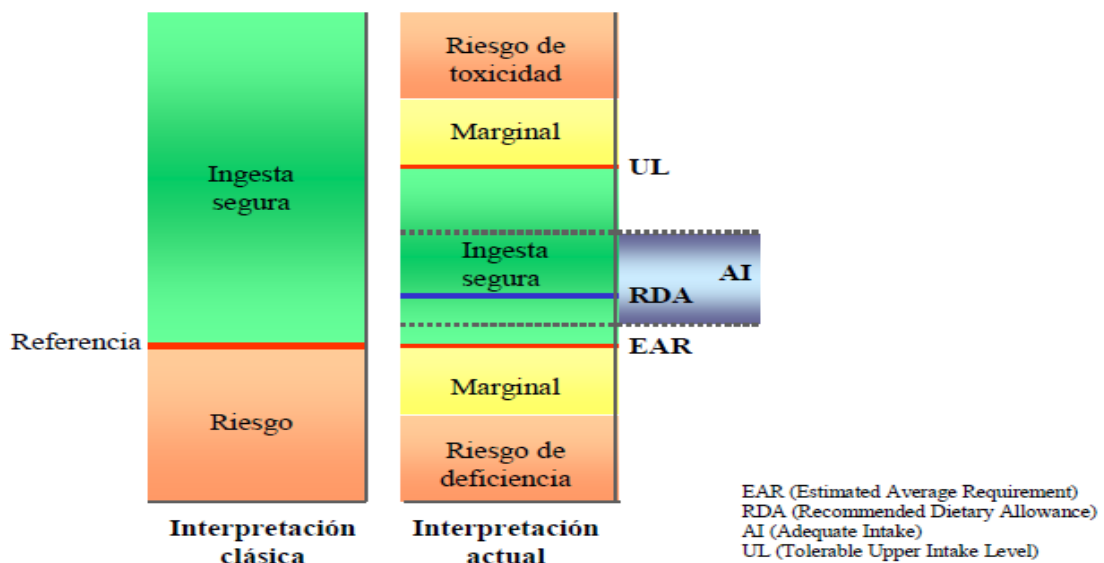 Riesgo de
toxicidad
Marginal
UL
Ingesta
segura
Ingesta
segura
AI
RDA
Referencia
EAR
Marginal
Riesgo
Riesgo de
deficiencia
EAR (Estimated Average Requirement)
RDA (Recommended Dietary Allowance)
AI (Adequate Intake)
UL (Tolerable Upper Intake Level)
Interpretación
clásica
Interpretación
actual